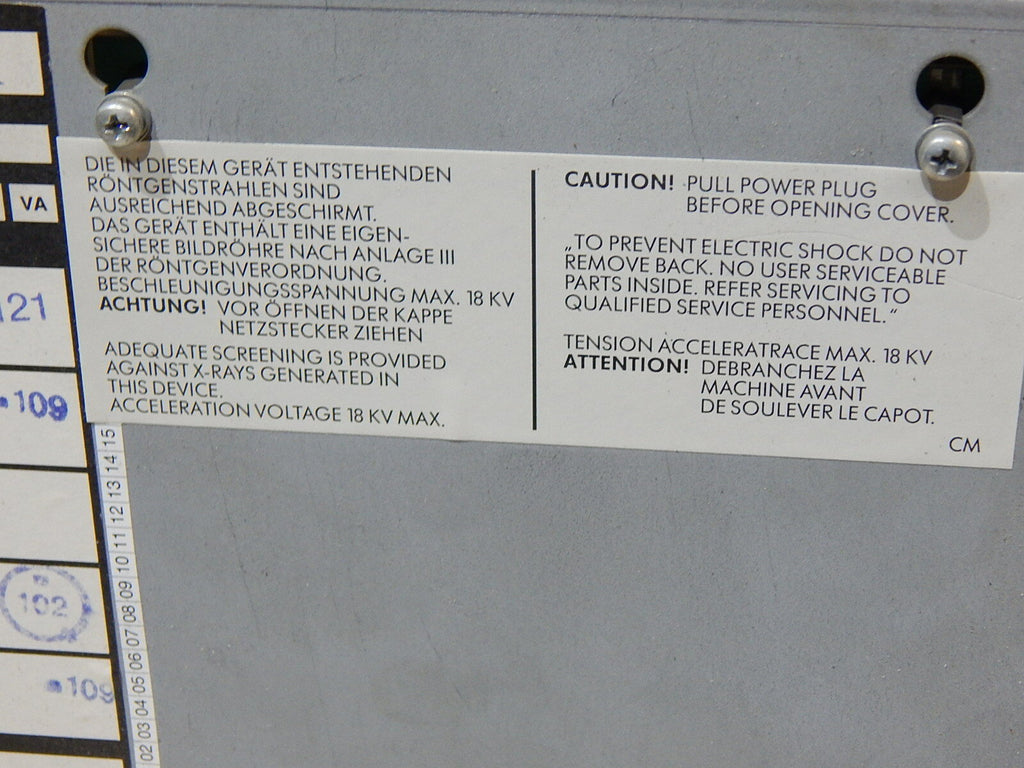 DIE IN DIESEM GERÄT ENTSTEHENDEN
RÖNTGENSTRAHLEN SIND
AUSREICHEND ABGESCHIRMT.
DAS GERÄT ENTHÄLT EINE EIGEN-
SICHERE BILDRÖHRE NACH ANLAGE III
DER RÖNTGENVERORDNUNG.
BESCHLEUNIGUNGSSPANNUNG MAX. 18 KV
ACHTUNG! VOR ÖFFNEN DER KAPPE
NETZSTECKER ZIEHEN
ADEQUATE SCREENING IS PROVIDED
AGAINST X-RAYS GENERATED IN
THIS DEVICE.
ACCELERATION VOLTAGE 18 KV MAX.
CAUTION! PULL POWER PLUG
BEFORE OPENING COVER.
„TO PREVENT ELECTRIC SHOCK DO NOT
REMOVE BACK. NO USER SERVICEABLE
PARTS INSIDE. REFER SERVICING TO
QUALIFIED SERVICE PERSONNEL.“
TENSION ACCELERATRACE MAX. 18 KV
ATTENTION! DEBRANCHEZ LA
MACHINE AVANT
DE SOULEVER LE CAPOT.
CM
VA
121
109
102
109
02 03 04 05 06 07 08 09 10 11 12 13 14 15